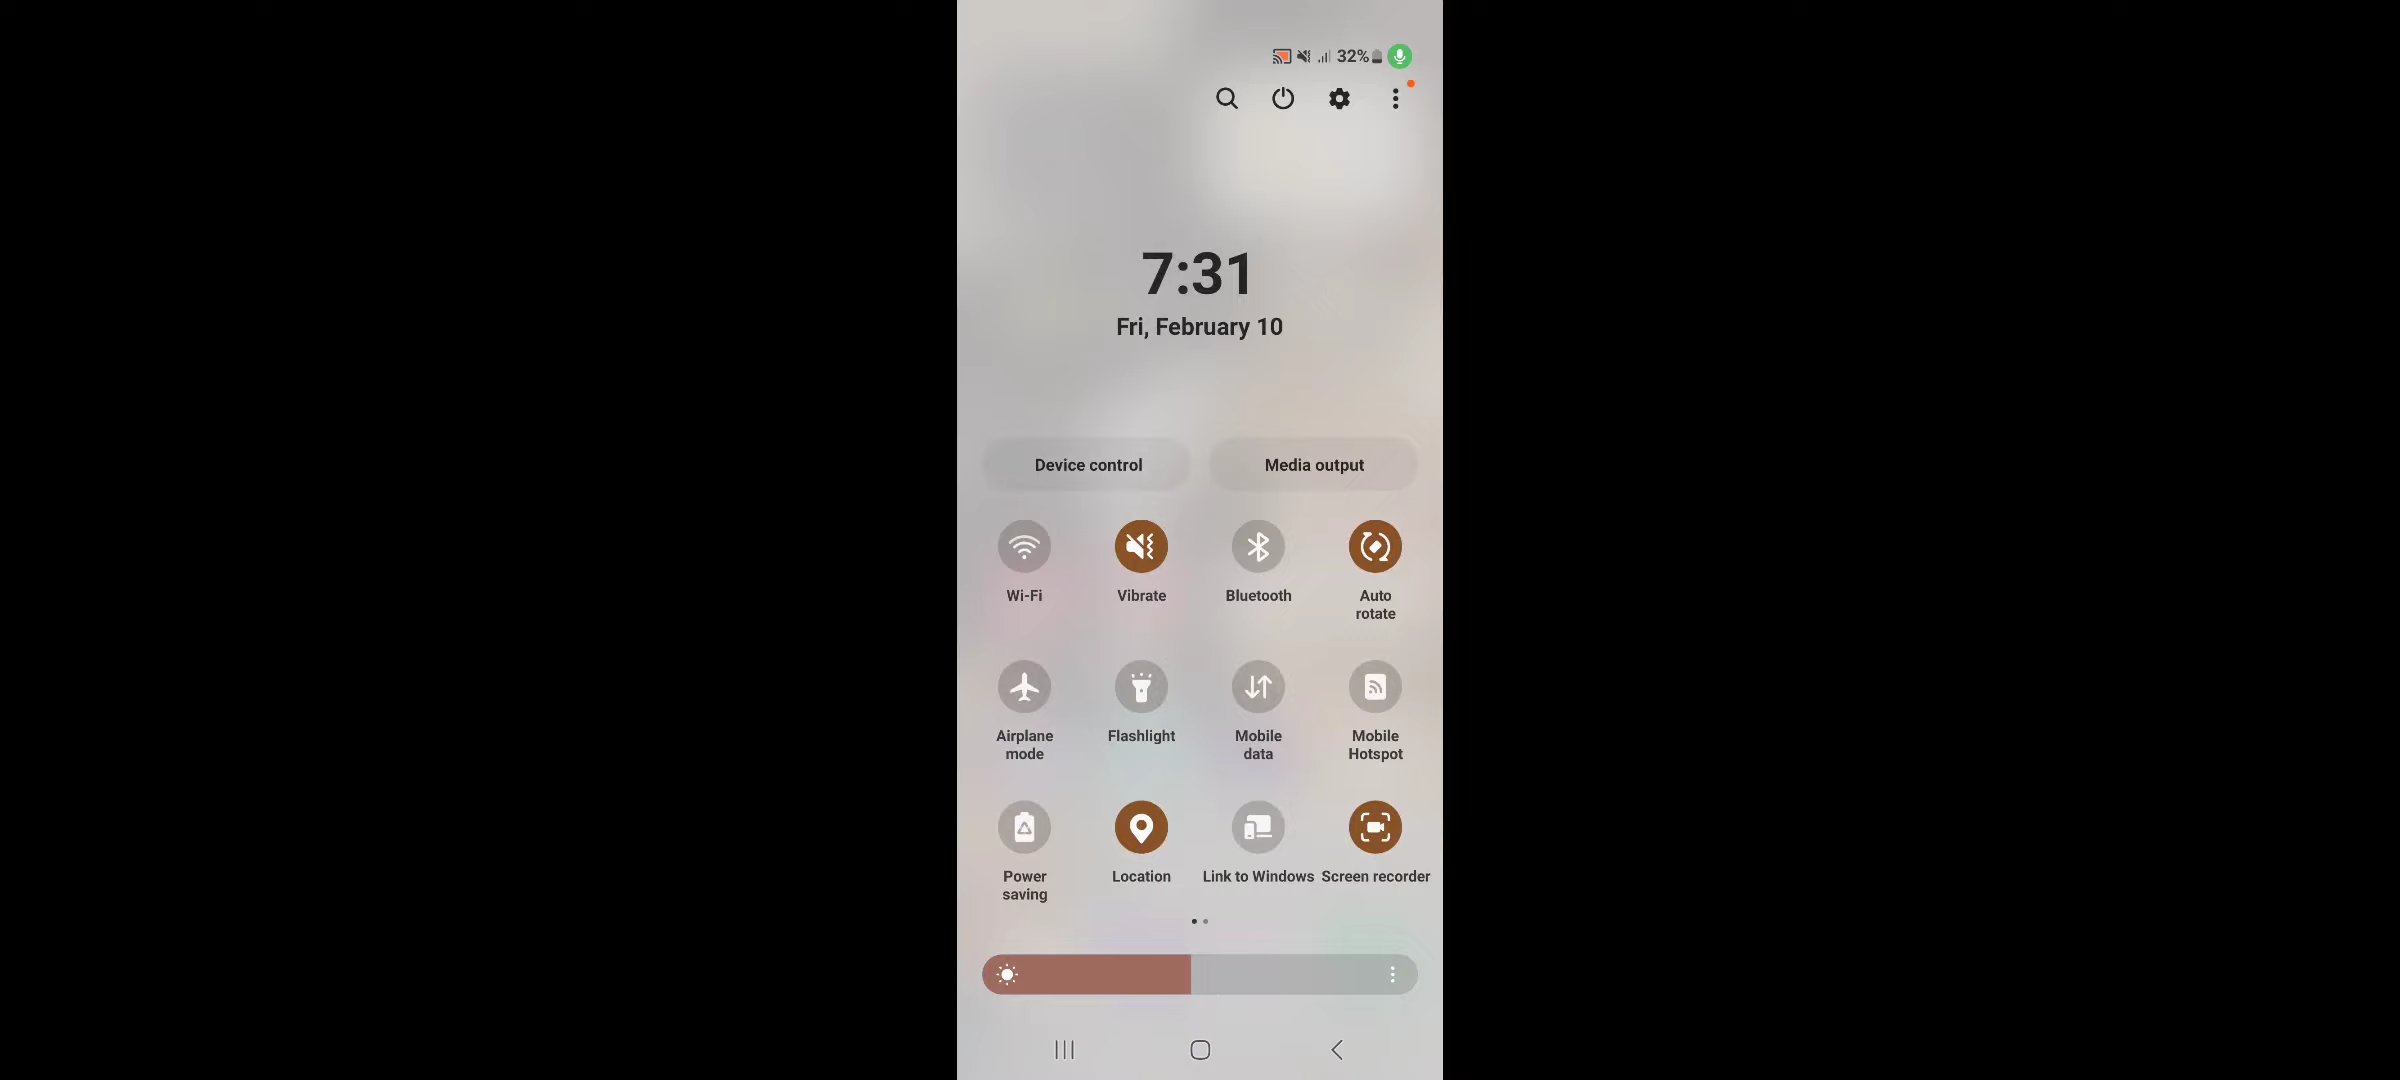 32%
7:31
Fri, February 10
Device control
Media output
Wi-Fi
Vibrate
Bluetooth
Auto
rotate
Airplane
mode
Flashlight
Mobile
data
Mobile
Hotspot
Power
saving
Location
Link to Windows
Screen recorder